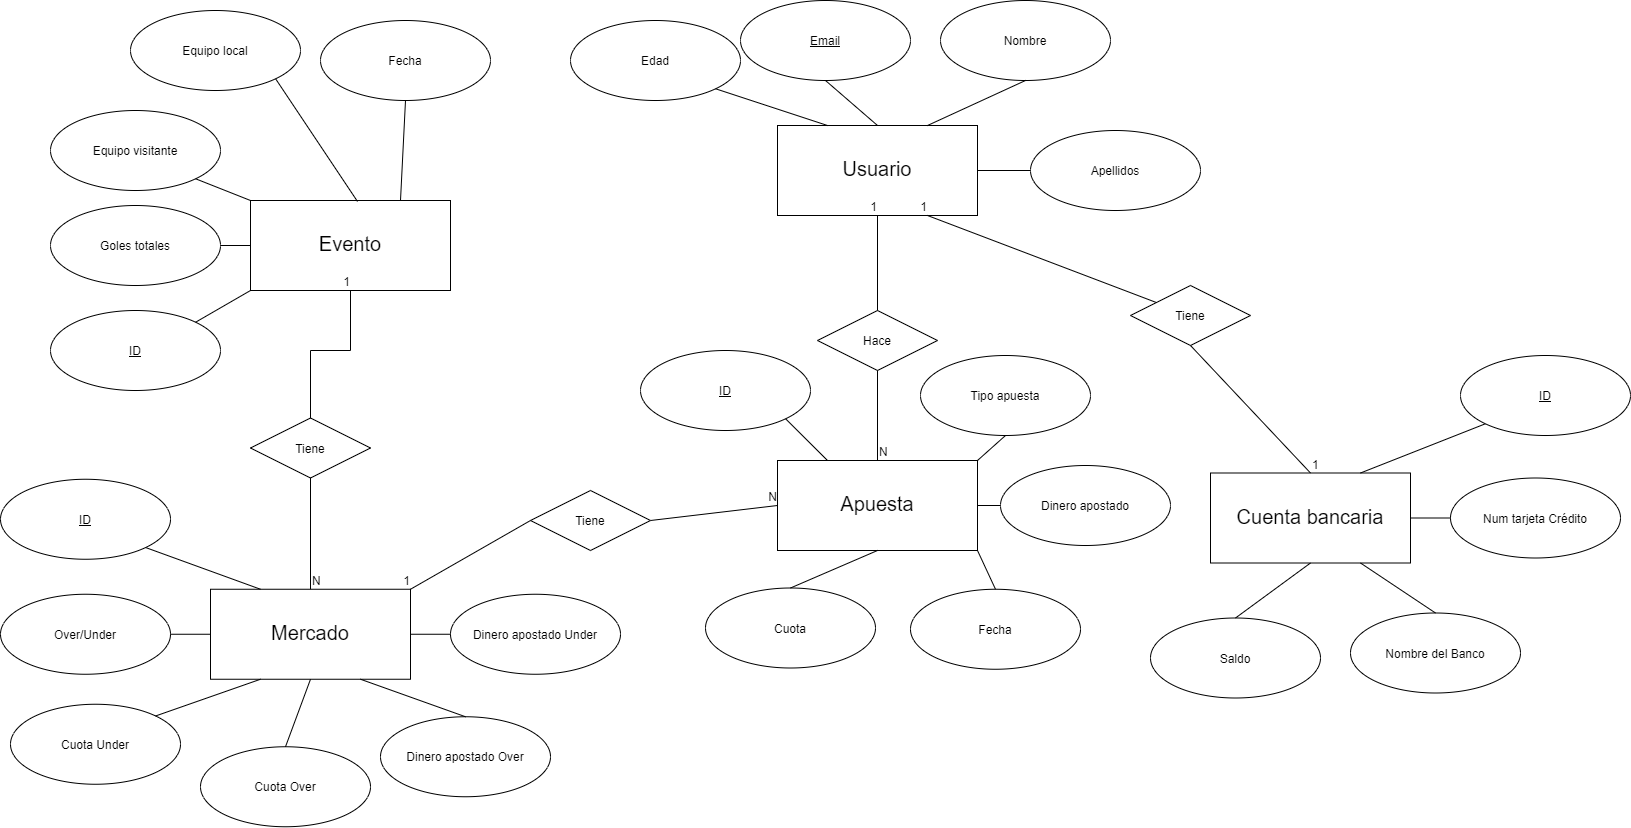 Equipo local
Fecha
Edad
Email
Nombre
Equipo visitante
Usuario
Apellidos
1
1
Goles totales
Evento
1
ID
Tiene
Hace
ID
Tipo apuesta
ID
Tiene
N
1
ID
Tiene
N
Apuesta
Dinero apostado
Cuenta bancaria
Num tarjeta Crédito
N
1
Over/Under
Mercado
Dinero apostado Under
Cuota
Fecha
Saldo
Nombre del Banco
Cuota Under
Cuota Over
Dinero apostado Over
Tiene